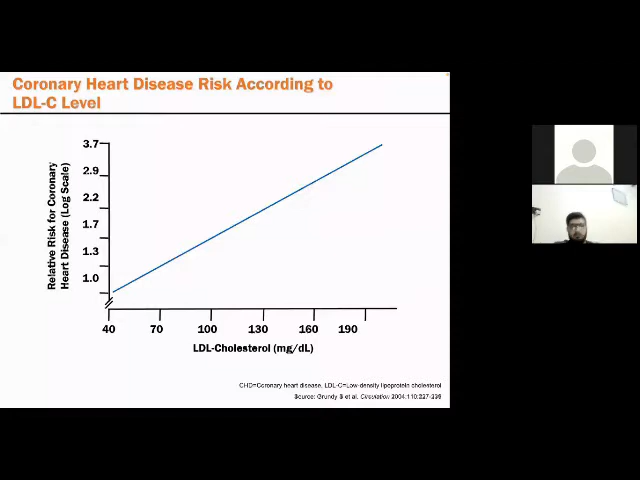 Coronary Heart Disease Risk According to
LDL-C Level
Relative Risk for Coronary
Heart Disease (Log Scale)
3.7
2.9
2.2
1.7
1.3
1.0
40 70 100 130 160 190
LDL-Cholesterol (mg/dL)
CHD=Coronary heart disease, LDL-C=Low-density lipoprotein cholesterol
Source: Grundy S et al. Circulation 2004;110:227-239